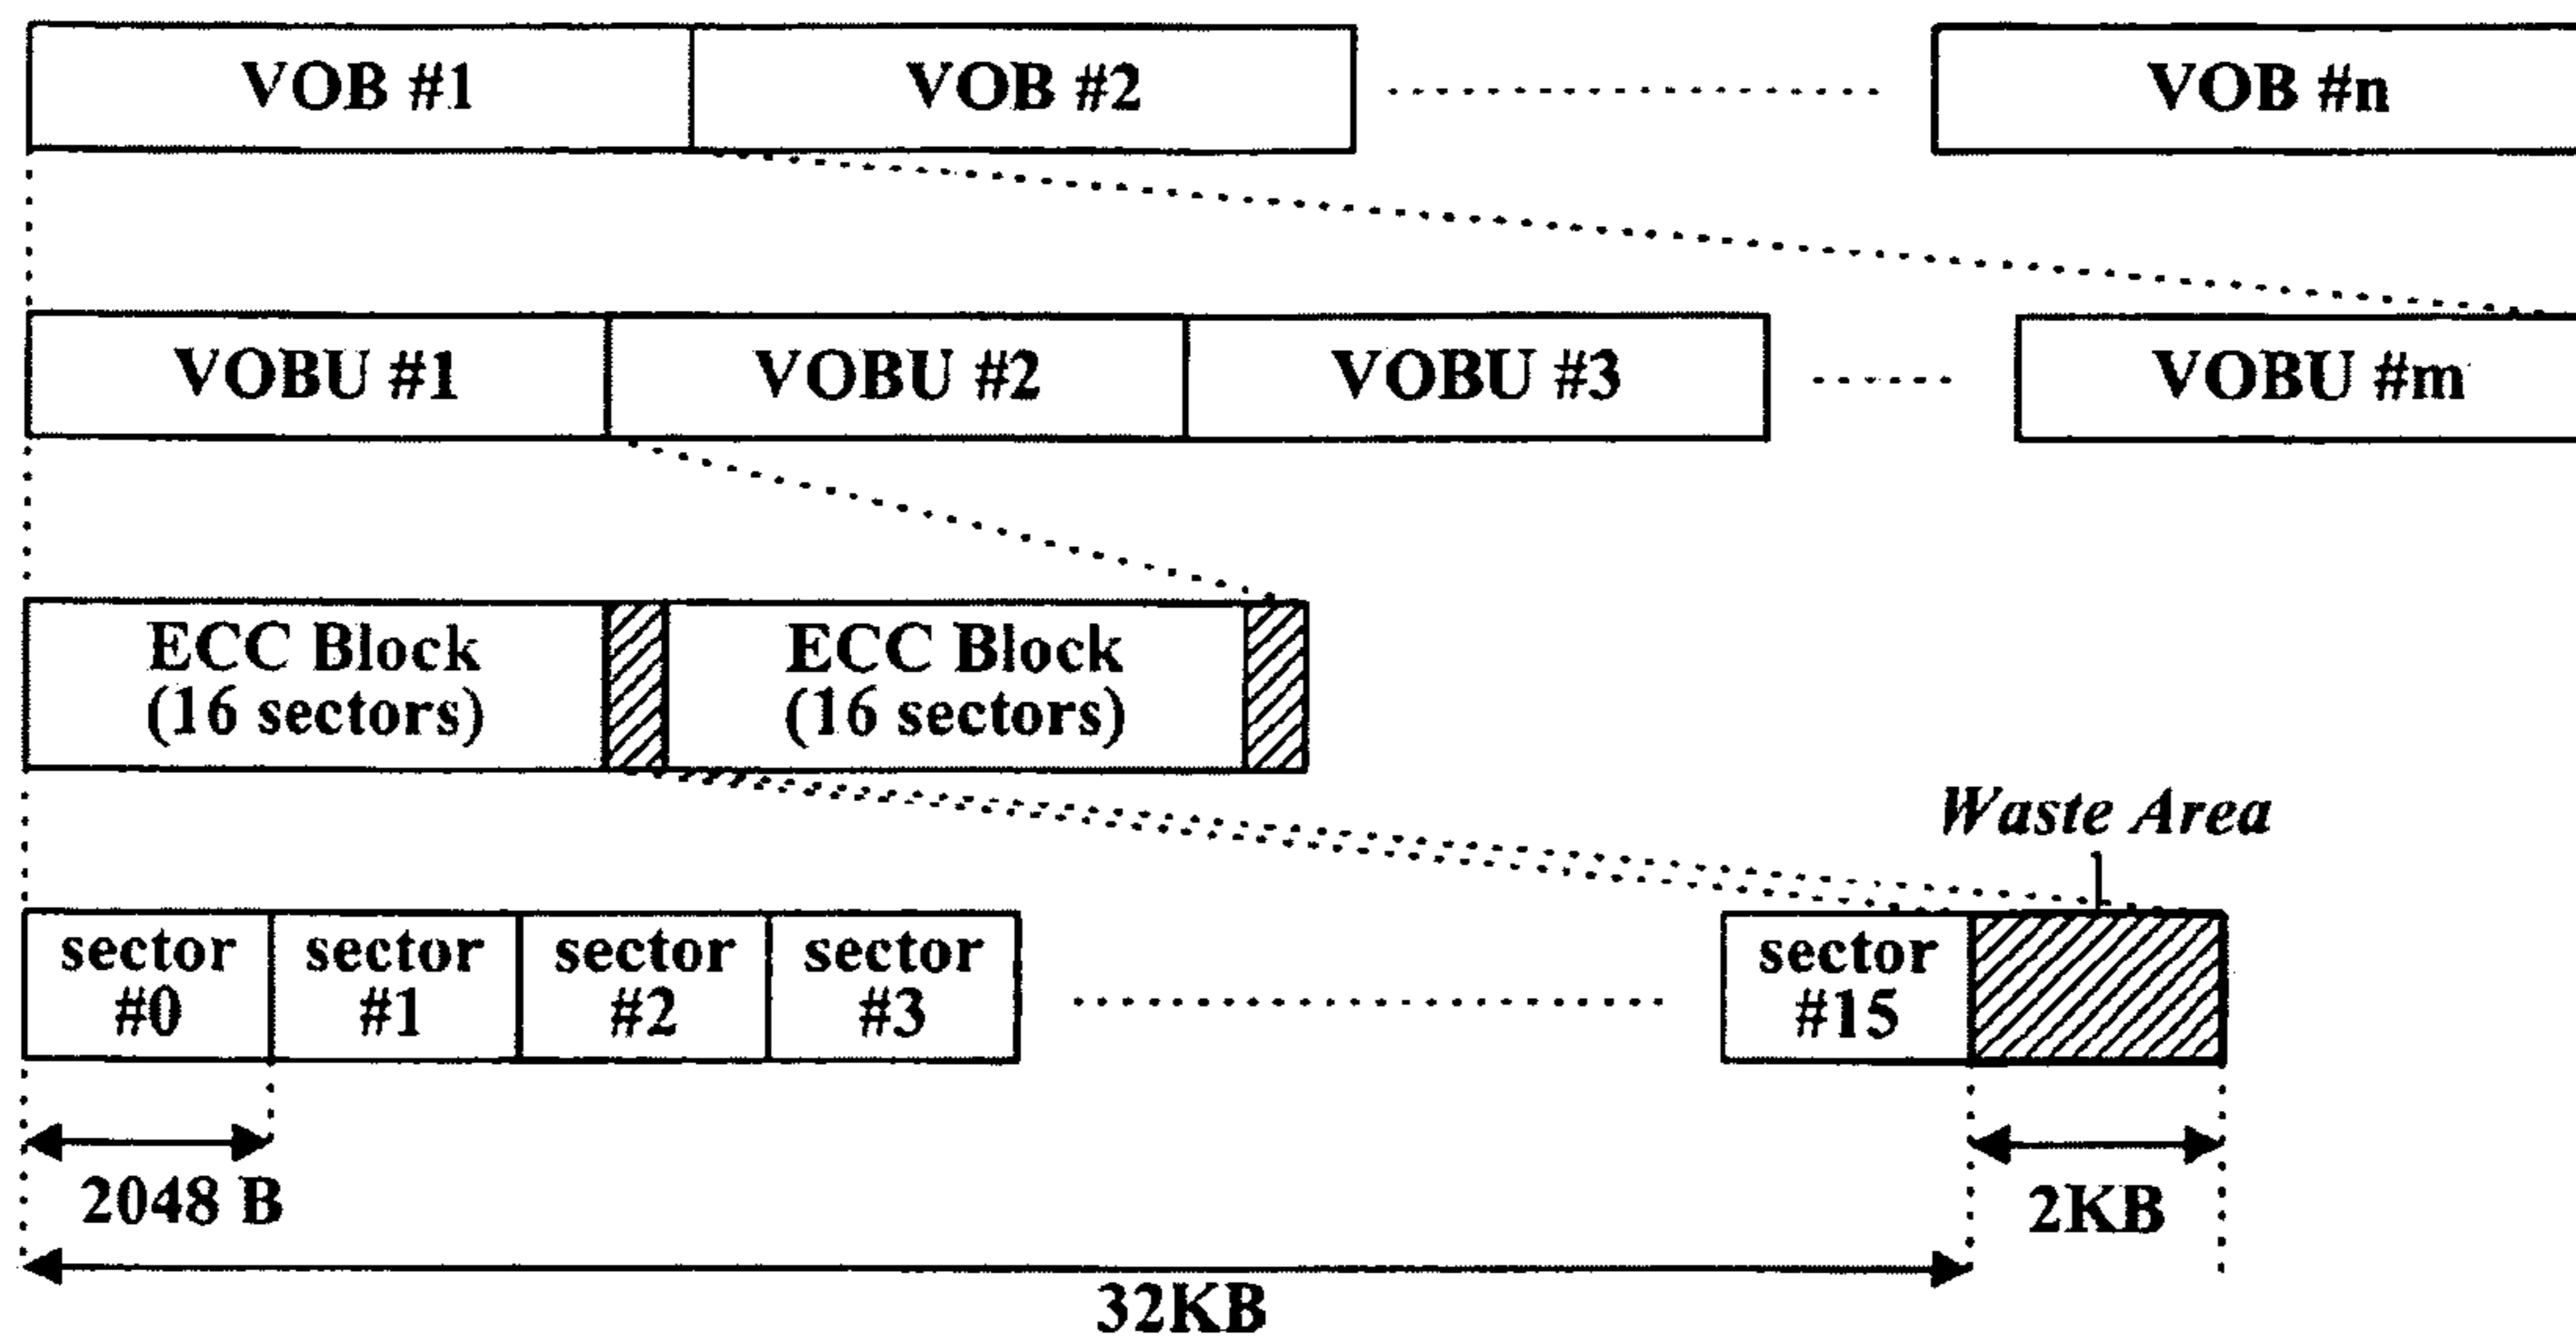 VOB #1 VOB #2 VOB #n
VOBU #1 VOBU #2 VOBU #3 VOBU #m
ECC Block ECC Block
(16 sectors) (16 sectors)
Waste Area
sector sector sector sector sector
#0 #1 #2 #3 #15
2048 B 2KB
32KB